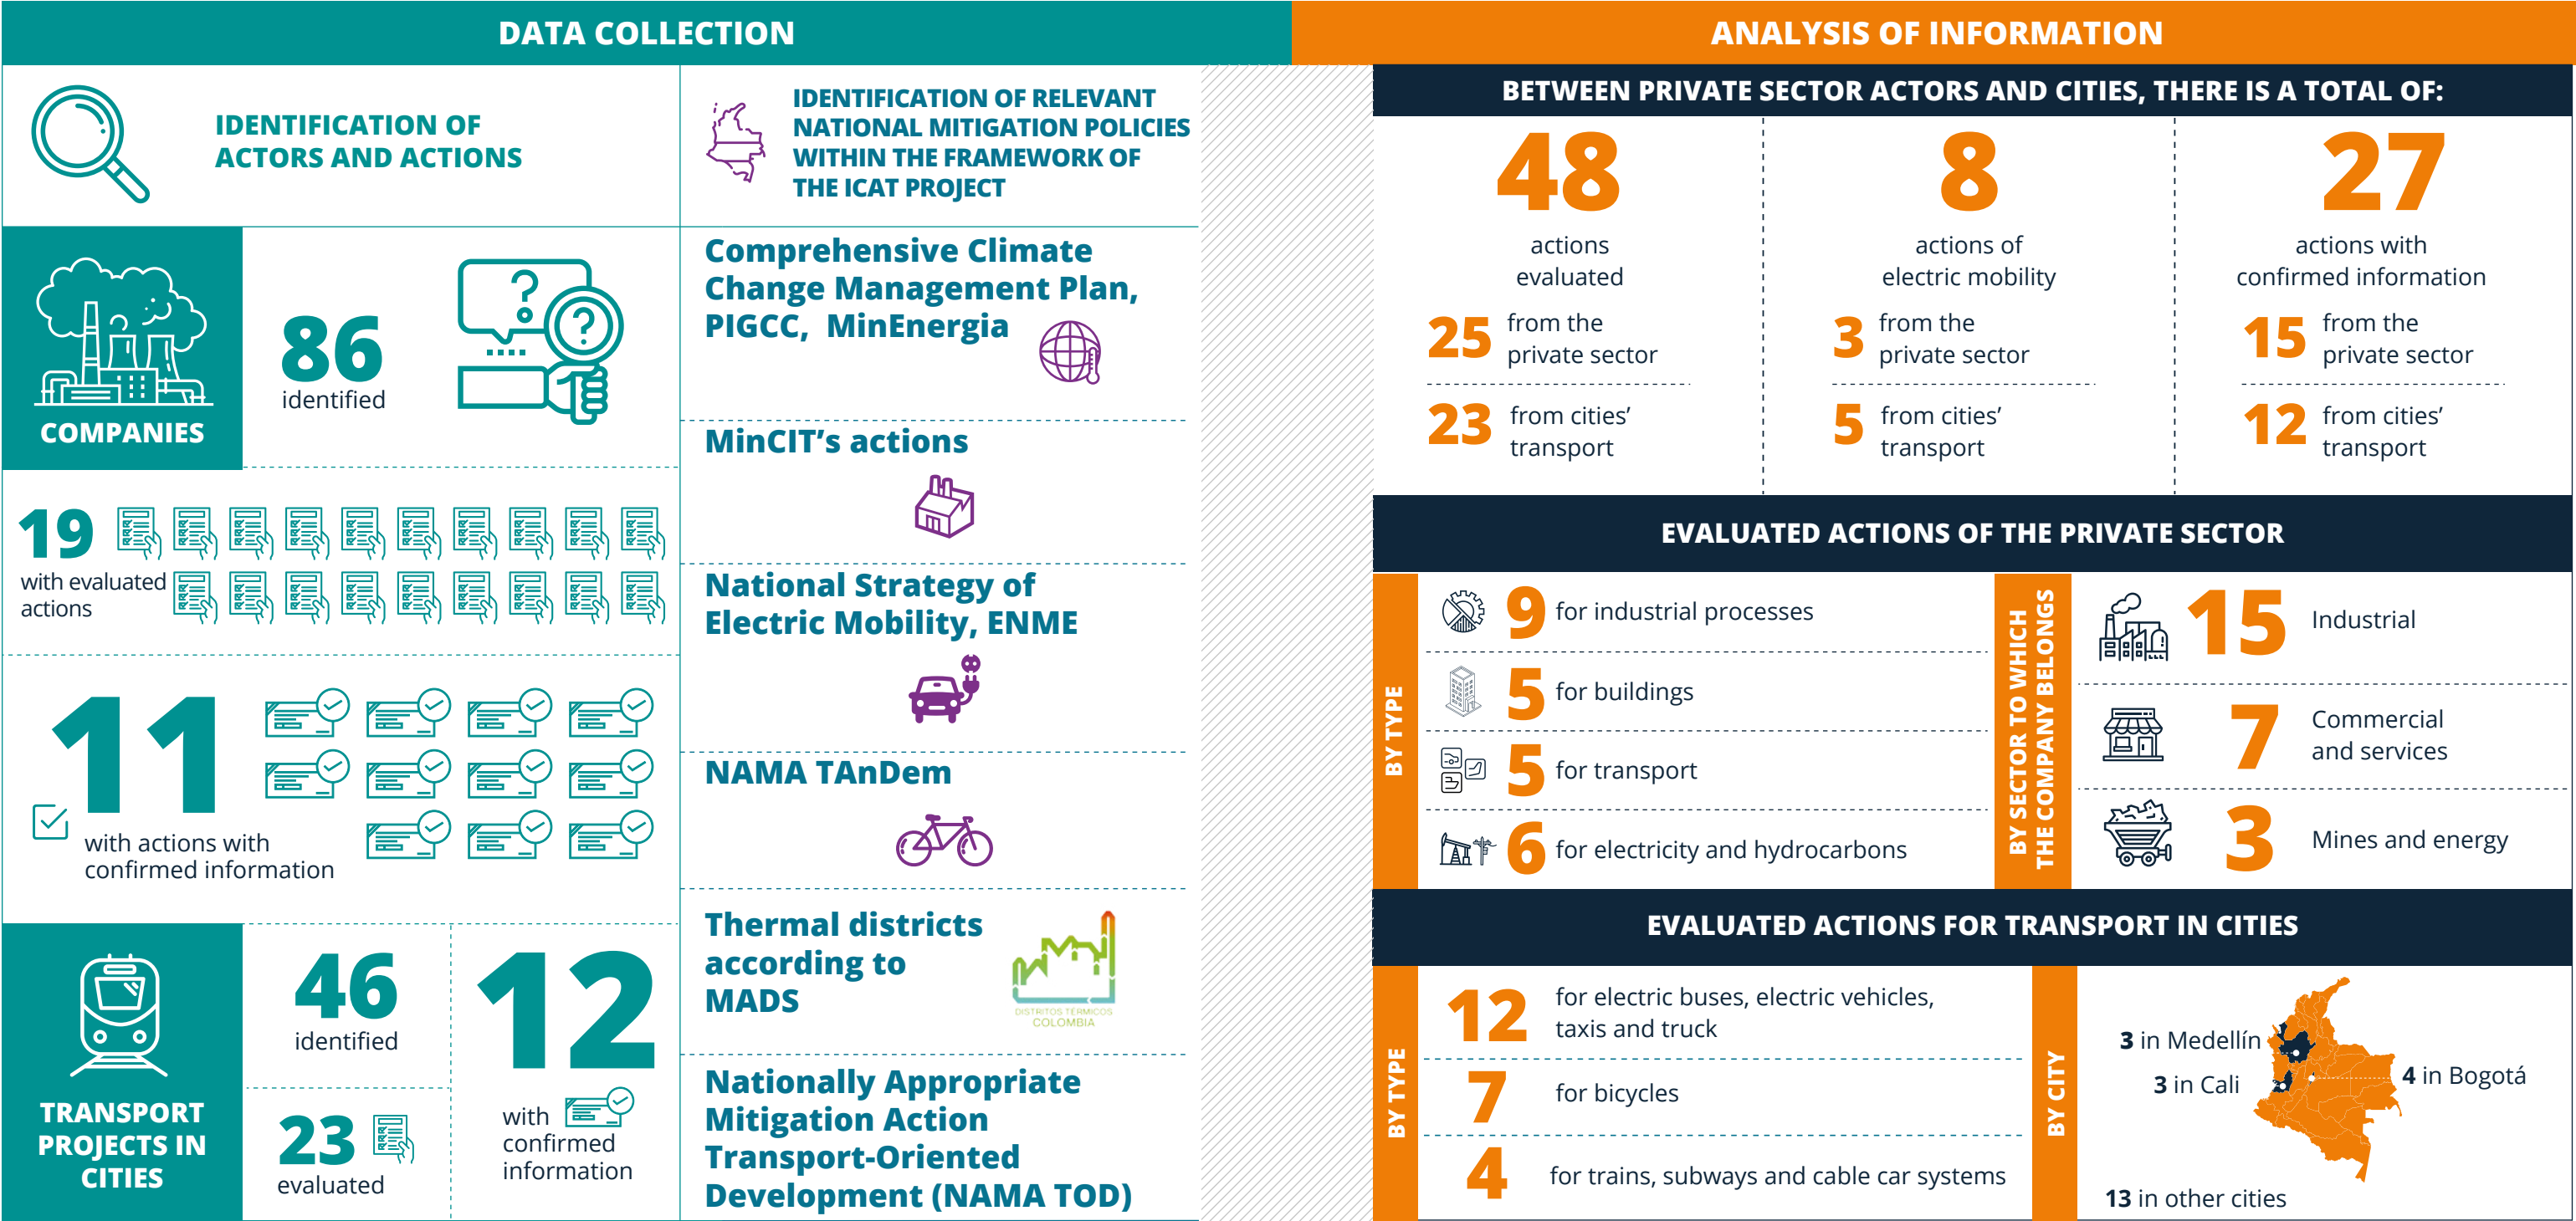 DATA COLLECTION
IDENTIFICATION OF
ACTORS AND ACTIONS
IDENTIFICATION OF RELEVANT
NATIONAL MITIGATION POLICIES
WITHIN THE FRAMEWORK OF
THE ICAT PROJECT
COMPANIES
86
identified
19
with evaluated
actions
11
with actions with
confirmed information
TRANSPORT
PROJECTS IN
CITIES
46
identified
23
evaluated
12
with
confirmed
information
Comprehensive Climate
Change Management Plan,
PIGCC, MinEnergia
MinCIT's actions
National Strategy of
Electric Mobility, ENME
NAMA TAnDem
Thermal districts
according to
MADS
DISTRITOS TERMICOS
COLOMBIA
Nationally Appropriate
Mitigation Action
Transport-Oriented
Development (NAMA TOD)
ANALYSIS OF INFORMATION
BETWEEN PRIVATE SECTOR ACTORS AND CITIES, THERE IS A TOTAL OF:
48
actions
evaluated
25 from the
private sector
23 from cities'
transport
8
actions of
electric mobility
3 from the
private sector
5 from cities'
transport
27
actions with
confirmed information
15 from the
private sector
12 from cities'
transport
EVALUATED ACTIONS OF THE PRIVATE SECTOR
BY TYPE
9 for industrial processes
5 for buildings
5 for transport
6 for electricity and hydrocarbons
BY SECTOR TO WHICH
THE COMPANY BELONGS
15 Industrial
7 Commercial
and services
3 Mines and energy
EVALUATED ACTIONS FOR TRANSPORT IN CITIES
BY TYPE
12 for electric buses, electric vehicles,
taxis and truck
7 for bicycles
4 for trains, subways and cable car systems
BY CITY
3 in Medellín
3 in Cali
4 in Bogotá
13 in other cities